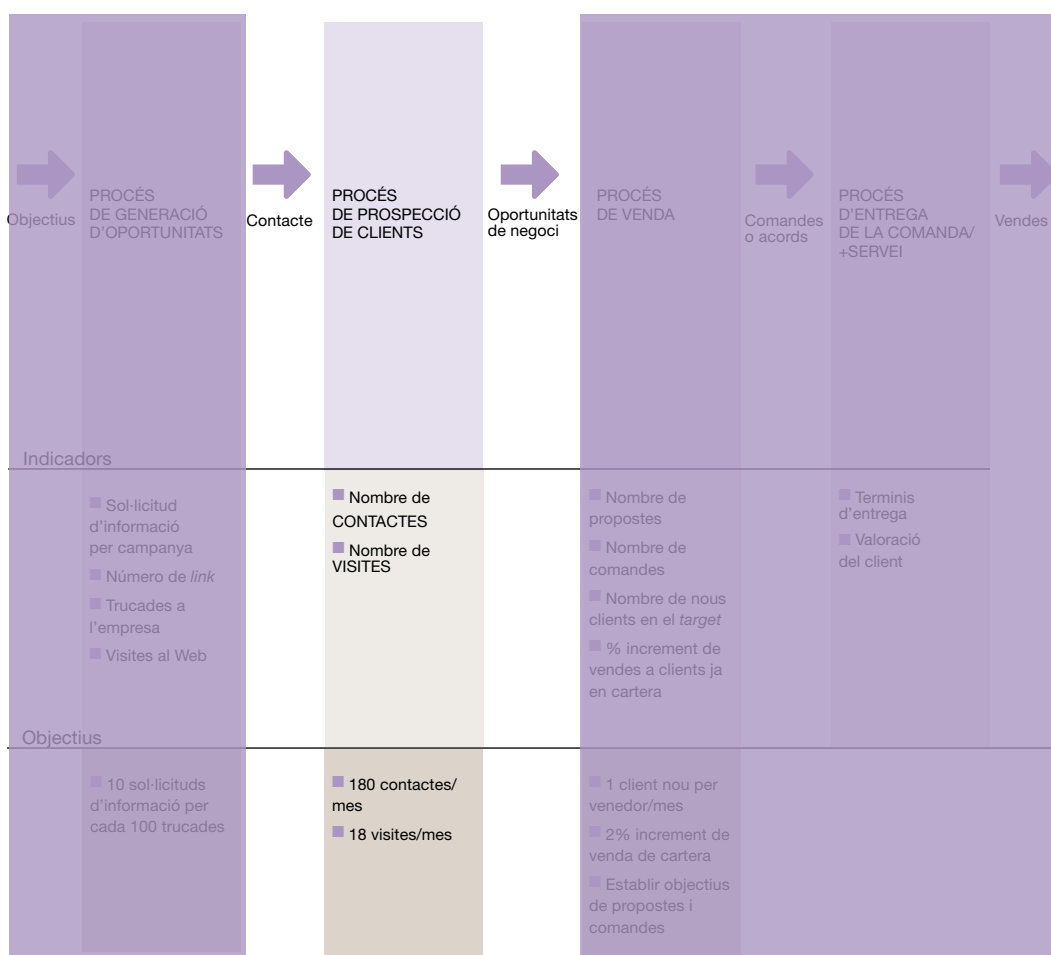 Objectius
PROCÉS
DE GENERACIÓ
D’OPORTUNITATS
Contacte
PROCÉS
DE PROSPECCIÓ
DE CLIENTS
Oportunitats
de negoci
PROCÉS
DE VENDA
Comandes
o acords
PROCÉS
D’ENTREGA
DE LA COMANDA/
+SERVEI
Vendes
Indicadors
Sol·licitud
d’informació
per campanya
Número de link
Trucades a
l’empresa
Visites al Web
Nombre de
CONTACTES
Nombre de
VISITES
Nombre de
propostes
Nombre de
comandes
Nombre de nous
clients en el target
% increment de
vendes a clients ja
en cartera
Terminis
d’entrega
Valoració
del client
Objectius
10 sol·licituds
d’informació per
cada 100 trucades
180 contactes/
mes
18 visites/mes
1 client nou per
venedor/mes
2% increment de
venda de cartera
Establir objectius
de propostes i
comandes